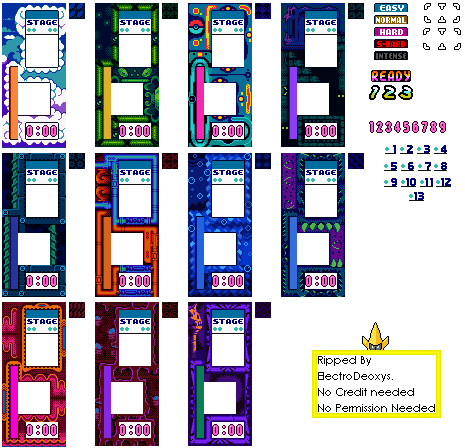 STAGE STAGE STAGE STAGE
0:00 0:00 0:00 0:00
EASY
NORMAL
HARD
S-HARD
INTENSE
READY
123
123456789
1 2 3 4
5 6 7 8
9 10 11 12
13
STAGE STAGE STAGE STAGE
0:00 0:00 0:00 0:00
STAGE STAGE STAGE
0:00 0:00 0:00
Ripped By
ElectroDeoxys.
No Credit needed
No Permission Needed